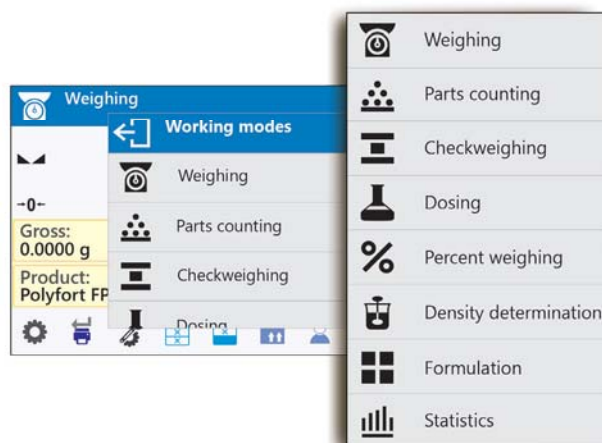 Weighing
Working modes
Weighing
Parts counting
Checkweighing
Dosing
→0←
Gross:
0.0000 g
Product:
Polyfort FP
Weighing
Parts counting
Checkweighing
Dosing
Percent weighing
Density determination
Formulation
Statistics